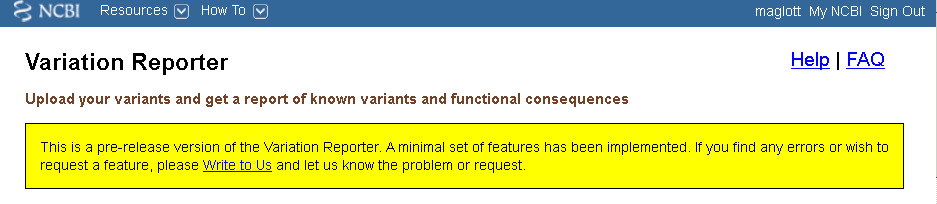 NCBI Resources How To maglott My NCBI Sign Out
Variation Reporter Help | FAQ
Upload your variants and get a report of known variants and functional consequences
This is a pre-release version of the Variation Reporter. A minimal set of features has been implemented. If you find any errors or wish to
request a feature, please Write to Us and let us know the problem or request.